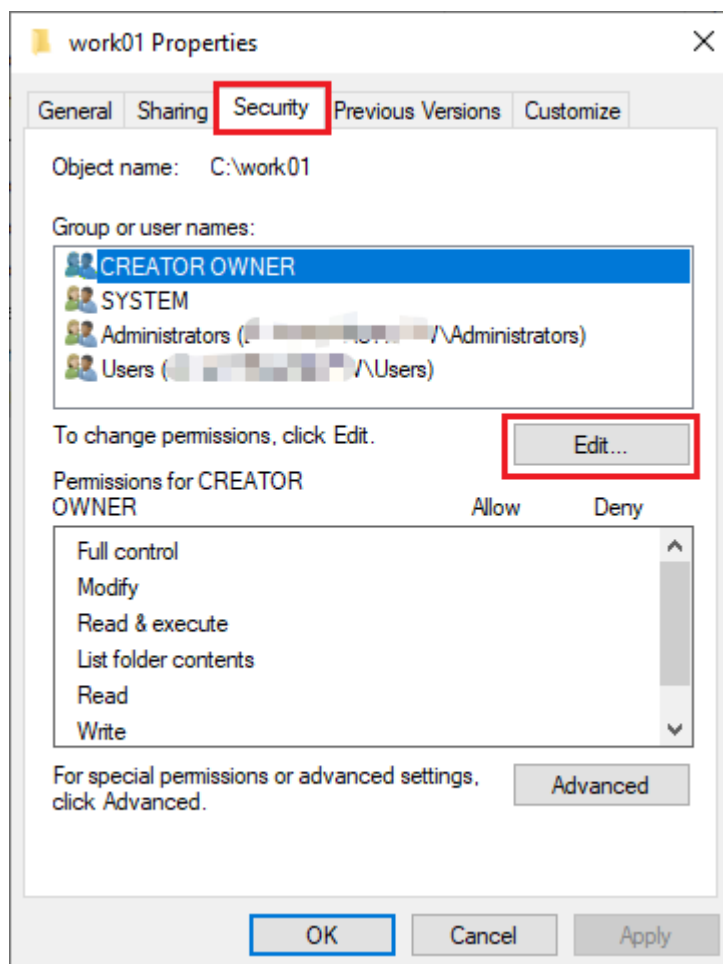 work01 Properties
General Sharing Security Previous Versions Customize
Object name: C:\work01
Group or user names:
CREATOR OWNER
SYSTEM
Administrators ( \Administrators)
Users ( \Users)
To change permissions, click Edit.
Edit...
Permissions for CREATOR
OWNER Allow Deny
Full control
Modify
Read & execute
List folder contents
Read
Write
For special permissions or advanced settings,
click Advanced.
Advanced
OK Cancel Apply